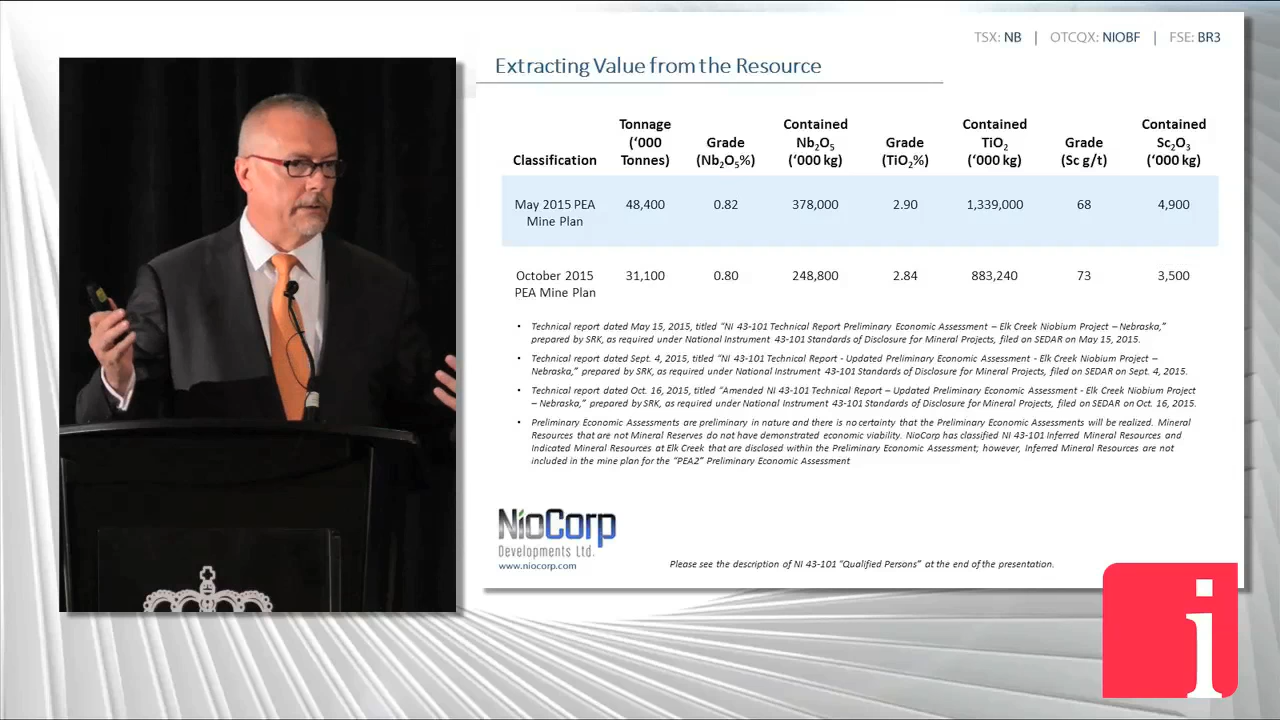 TSX: NB | OTCQX: NIOBF | FSE: BR3
Extracting Value from the Resource
Classification Tonnage (‘000 Tonnes) Grade (Nb₂O₅%) Contained Nb₂O₅ (‘000 kg) Grade (TiO₂%) Contained TiO₂ (‘000 kg) Grade (Sc g/t) Contained Sc₂O₃ (‘000 kg)
May 2015 PEA Mine Plan 48,400 0.82 378,000 2.90 1,339,000 68 4,900
October 2015 PEA Mine Plan 31,100 0.80 248,800 2.84 883,240 73 3,500
• Technical report dated May 15, 2015, titled “NI 43-101 Technical Report Preliminary Economic Assessment – Elk Creek Niobium Project – Nebraska,”
prepared by SRK, as required under National Instrument 43-101 Standards of Disclosure for Mineral Projects, filed on SEDAR on May 15, 2015.
• Technical report dated Sept. 4, 2015, titled “NI 43-101 Technical Report - Updated Preliminary Economic Assessment - Elk Creek Niobium Project –
Nebraska,” prepared by SRK, as required under National Instrument 43-101 Standards of Disclosure for Mineral Projects, filed on SEDAR on Sept. 4, 2015.
• Technical report dated Oct. 16, 2015, titled “Amended NI 43-101 Technical Report – Updated Preliminary Economic Assessment - Elk Creek Niobium Project
– Nebraska,” prepared by SRK, as required under National Instrument 43-101 Standards of Disclosure for Mineral Projects, filed on SEDAR on Oct. 16, 2015.
• Preliminary Economic Assessments are preliminary in nature and there is no certainty that the Preliminary Economic Assessments will be realized. Mineral
Resources that are not Mineral Reserves do not have demonstrated economic viability. NioCorp has classified NI 43-101 Inferred Mineral Resources and
Indicated Mineral Resources at Elk Creek that are disclosed within the Preliminary Economic Assessment; however, Inferred Mineral Resources are not
included in the mine plan for the “PEA2” Preliminary Economic Assessment
NioCorp
Developments Ltd.
www.niocorp.com
Please see the description of NI 43-101 “Qualified Persons” at the end of the presentation.
i